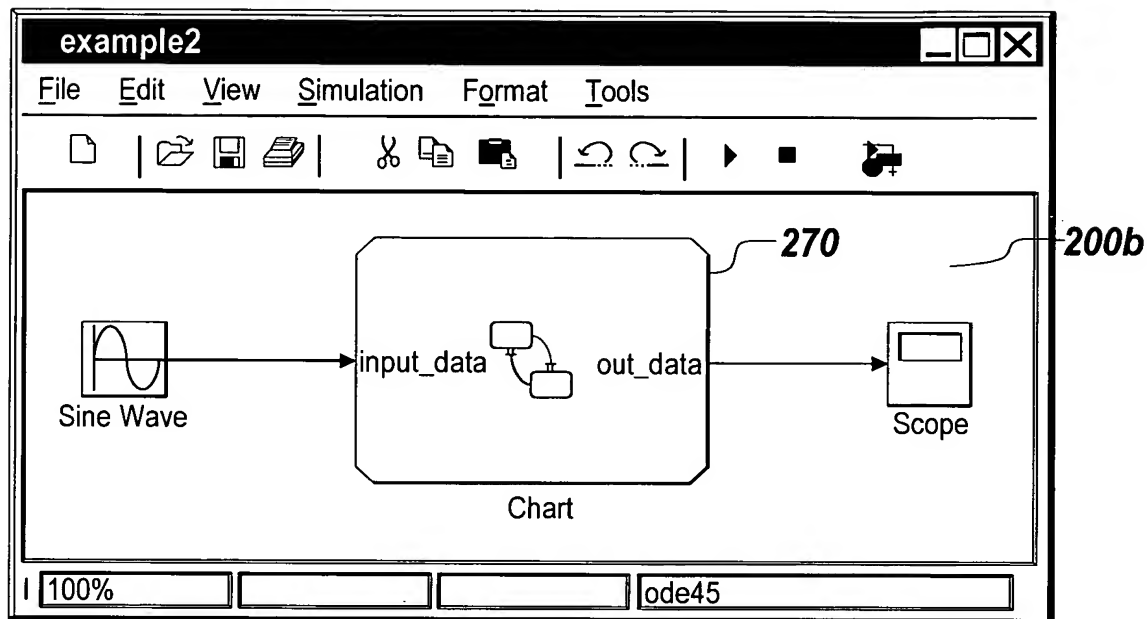 example2
File Edit View Simulation Format Tools
270
200b
input_data out_data
Sine Wave
Scope
Chart
100%
ode45